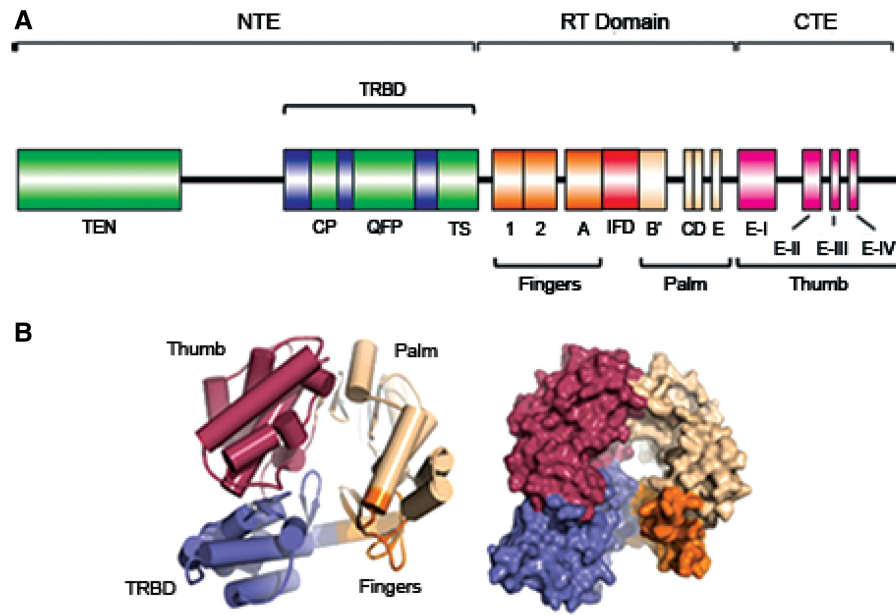 A
NTE RT Domain CTE
TRBD
TEN CP QFP TS 1 2 A IFD B' CD E E-I
E-II E-III E-IV
Fingers Palm Thumb
B
Thumb Palm
TRBD Fingers